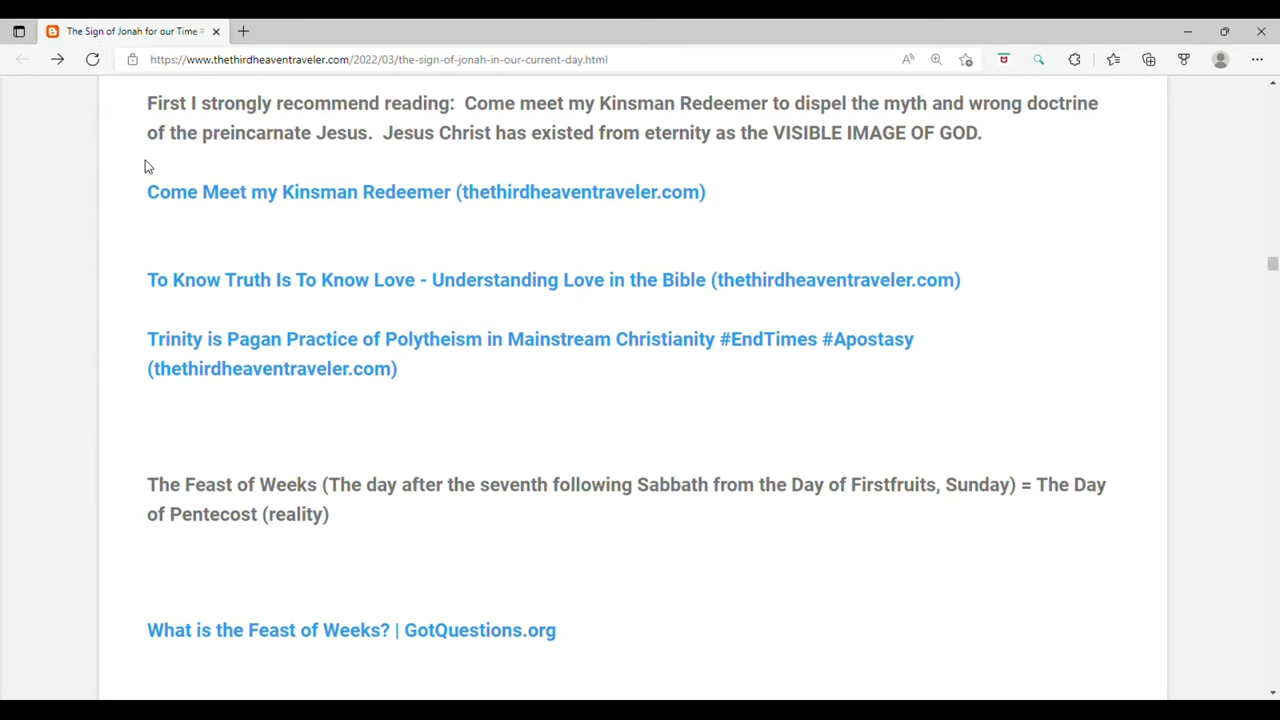 The Sign of Jonah for our Time #
https://www.thethirdheaventraveler.com/2022/03/the-sign-of-jonah-in-our-current-day.html
First I strongly recommend reading:  Come meet my Kinsman Redeemer to dispel the myth and wrong doctrine
of the preincarnate Jesus.  Jesus Christ has existed from eternity as the VISIBLE IMAGE OF GOD.
Come Meet my Kinsman Redeemer (thethirdheaventraveler.com)
To Know Truth Is To Know Love - Understanding Love in the Bible (thethirdheaventraveler.com)
Trinity is Pagan Practice of Polytheism in Mainstream Christianity #EndTimes #Apostasy
(thethirdheaventraveler.com)
The Feast of Weeks (The day after the seventh following Sabbath from the Day of Firstfruits, Sunday) = The Day
of Pentecost (reality)
What is the Feast of Weeks? | GotQuestions.org